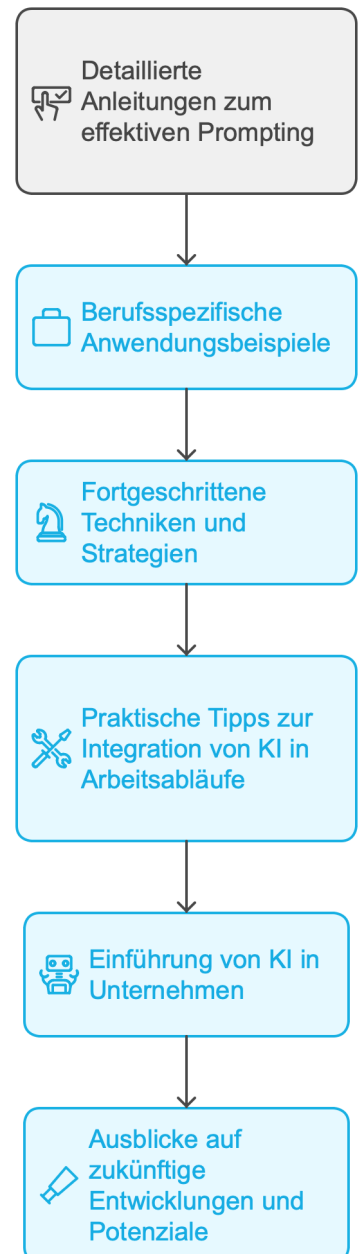 Detaillierte
Anleitungen zum
effektiven Prompting
Berufsspezifische
Anwendungsbeispiele
Fortgeschrittene
Techniken und
Strategien
Praktische Tipps zur
Integration von KI in
Arbeitsabläufe
Einführung von KI in
Unternehmen
Ausblicke auf
zukünftige
Entwicklungen und
Potenziale